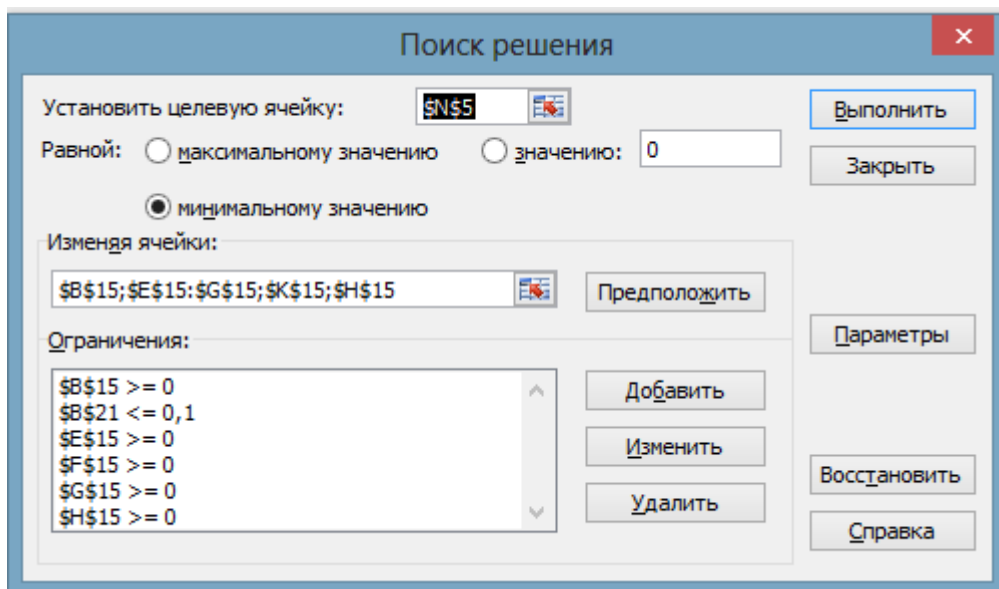 Поиск решения
Установить целевую ячейку: $N$5 Выполнить
Равной: максимальному значению значению: 0 Закрыть
минимальному значению
Изменяя ячейки:
$B$15;$E$15:$G$15;$K$15;$H$15 Предположить
Ограничения: Параметры
$B$15 >= 0
$B$21 <= 0,1
$E$15 >= 0
$F$15 >= 0
$G$15 >= 0
$H$15 >= 0
Добавить
Изменить
Удалить
Восстановить
Справка